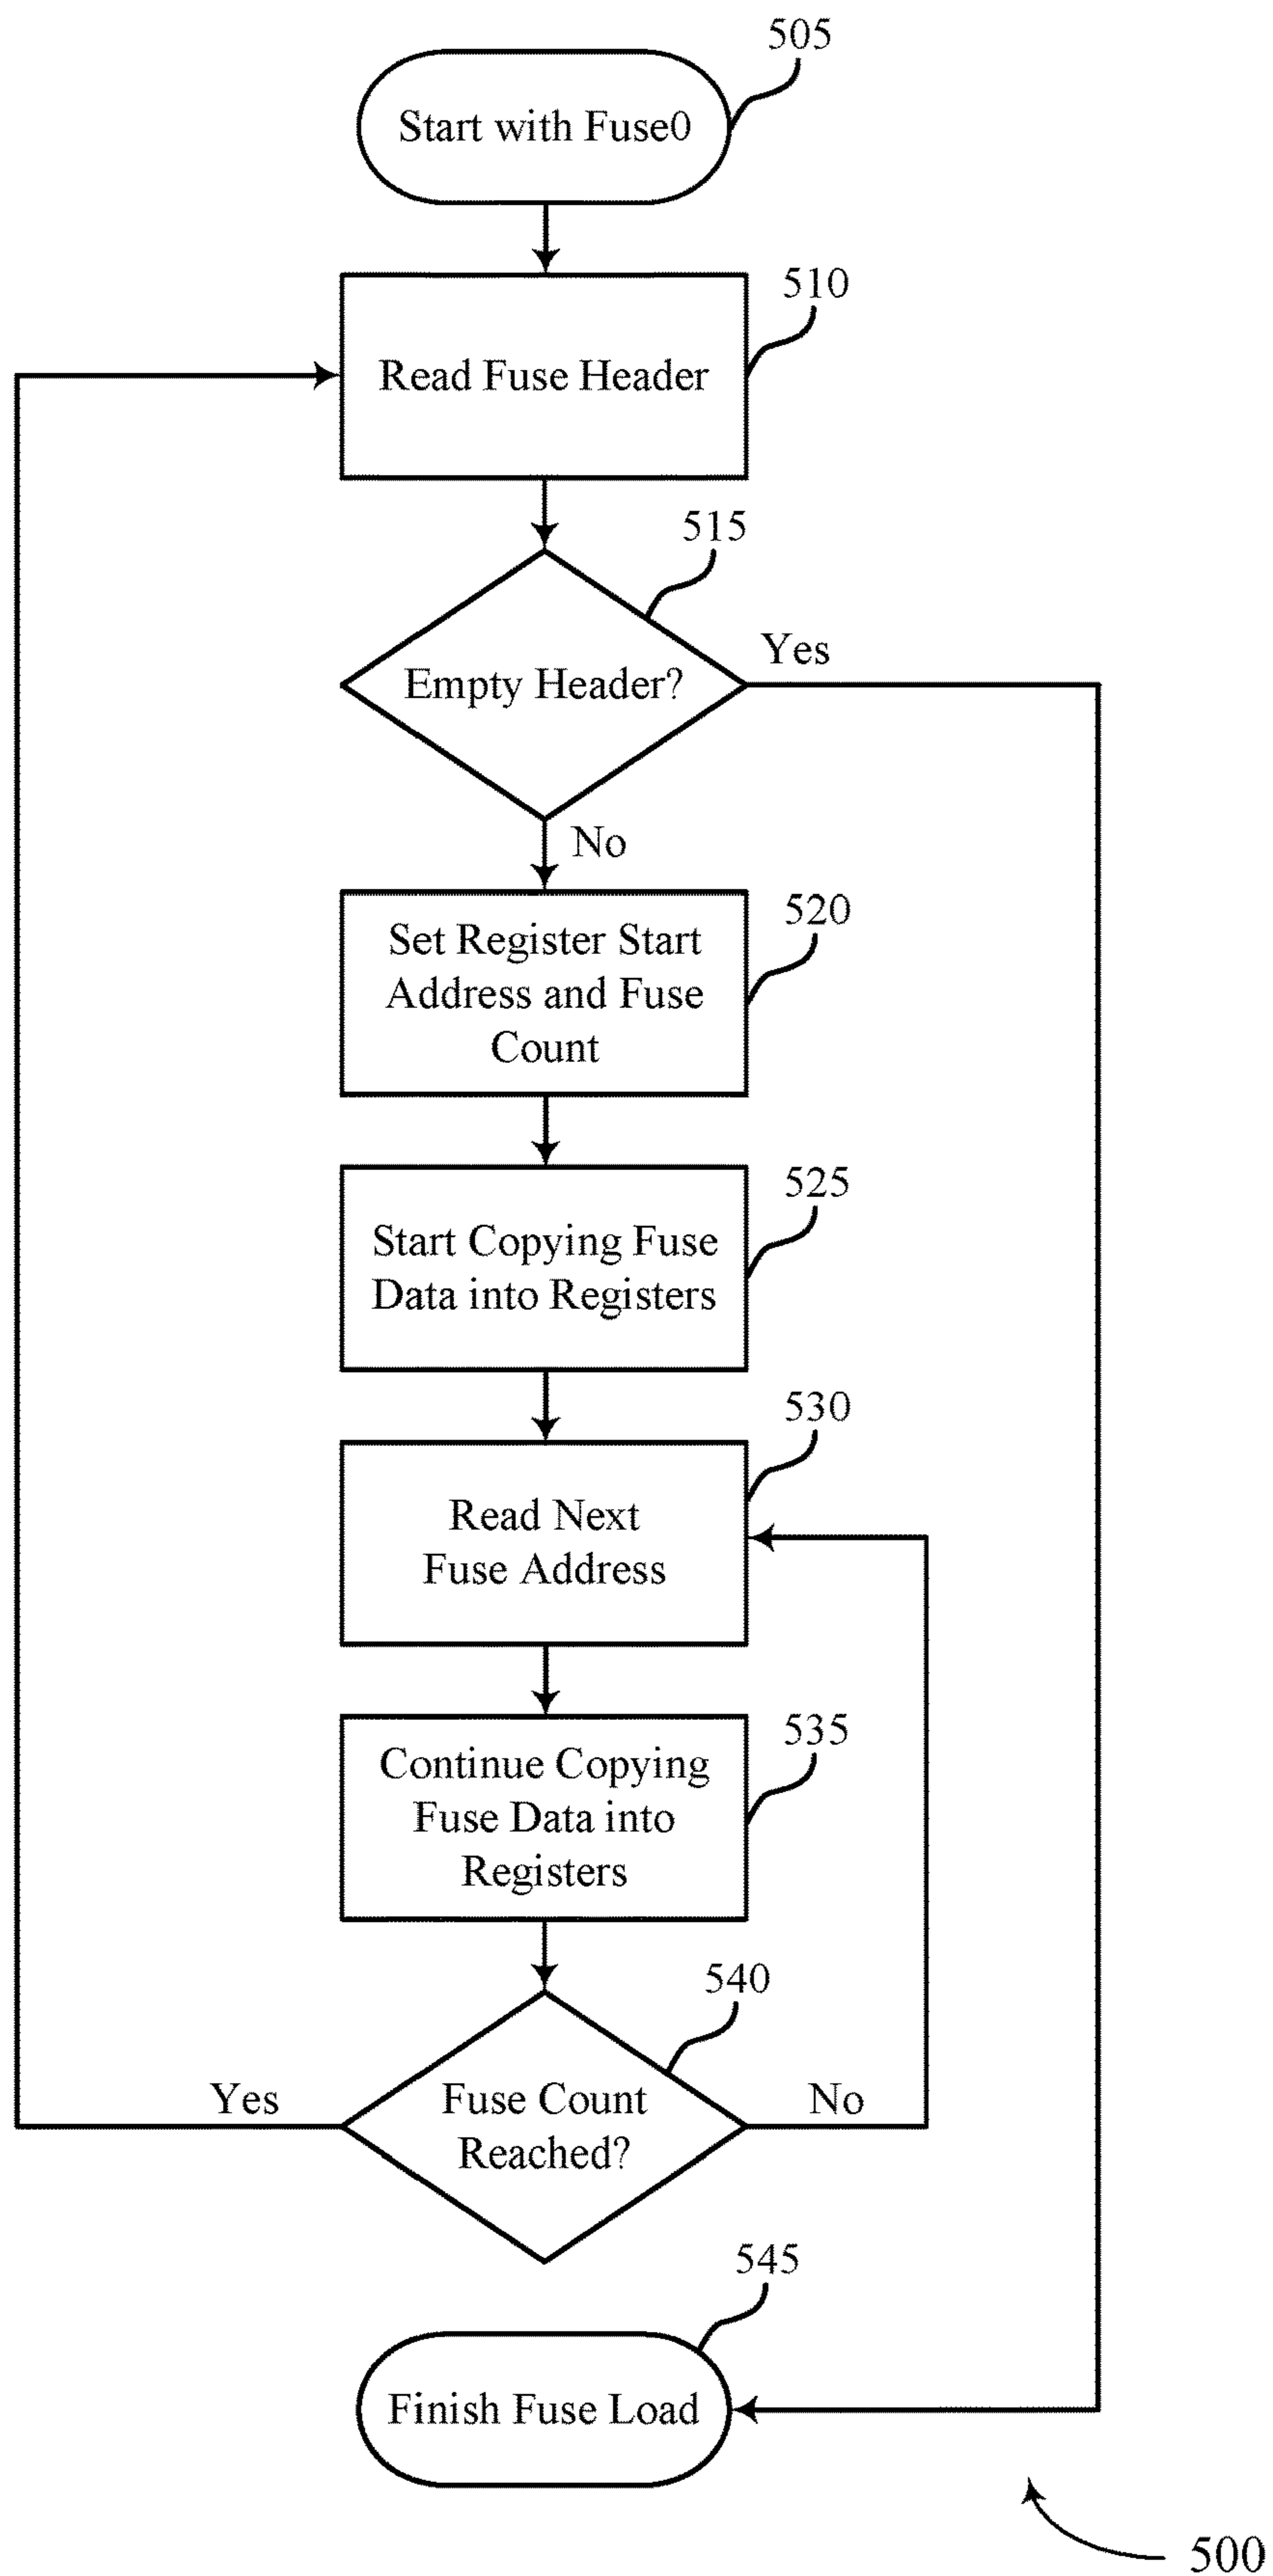 505
Start with Fuse0
510
Read Fuse Header
515
Empty Header?
Yes
No
520
Set Register Start
Address and Fuse
Count
525
Start Copying Fuse
Data into Registers
530
Read Next
Fuse Address
535
Continue Copying
Fuse Data into
Registers
540
Yes
Fuse Count
Reached?
No
545
Finish Fuse Load
500